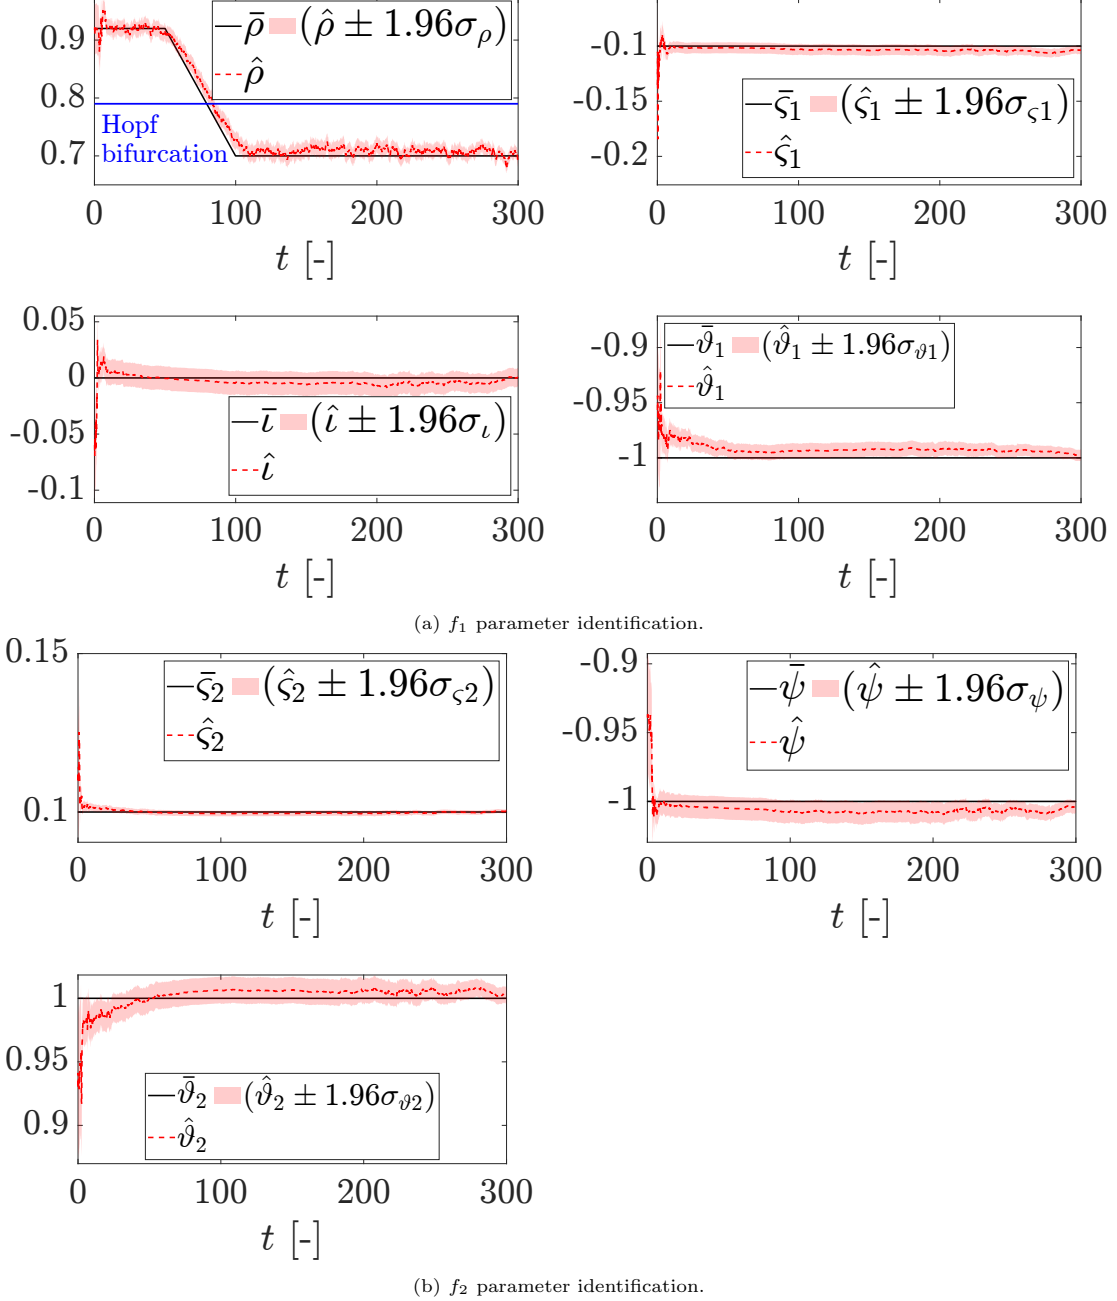 0.9
0.8
0.7
ρ̄ (ρ̂ ± 1.96σ_ρ)
ρ̂
Hopf
bifurcation
0 100 200 300
t [-]
-0.1
-0.15
-0.2
ς̄₁ (ς̂₁ ± 1.96σ_ς1)
ς̂₁
0 100 200 300
t [-]
0.05
0
-0.05
-0.1
ῑ (ι̂ ± 1.96σ_ι)
ι̂
0 100 200 300
t [-]
-0.9
-0.95
-1
ϑ̄₁ (ϑ̂₁ ± 1.96σ_ϑ1)
ϑ̂₁
0 100 200 300
t [-]
(a) f₁ parameter identification.
0.15
0.1
ς̄₂ (ς̂₂ ± 1.96σ_ς2)
ς̂₂
0 100 200 300
t [-]
-0.9
-0.95
-1
ψ̄ (ψ̂ ± 1.96σ_ψ)
ψ̂
0 100 200 300
t [-]
1
0.95
0.9
ϑ̄₂ (ϑ̂₂ ± 1.96σ_ϑ2)
ϑ̂₂
0 100 200 300
t [-]
(b) f₂ parameter identification.